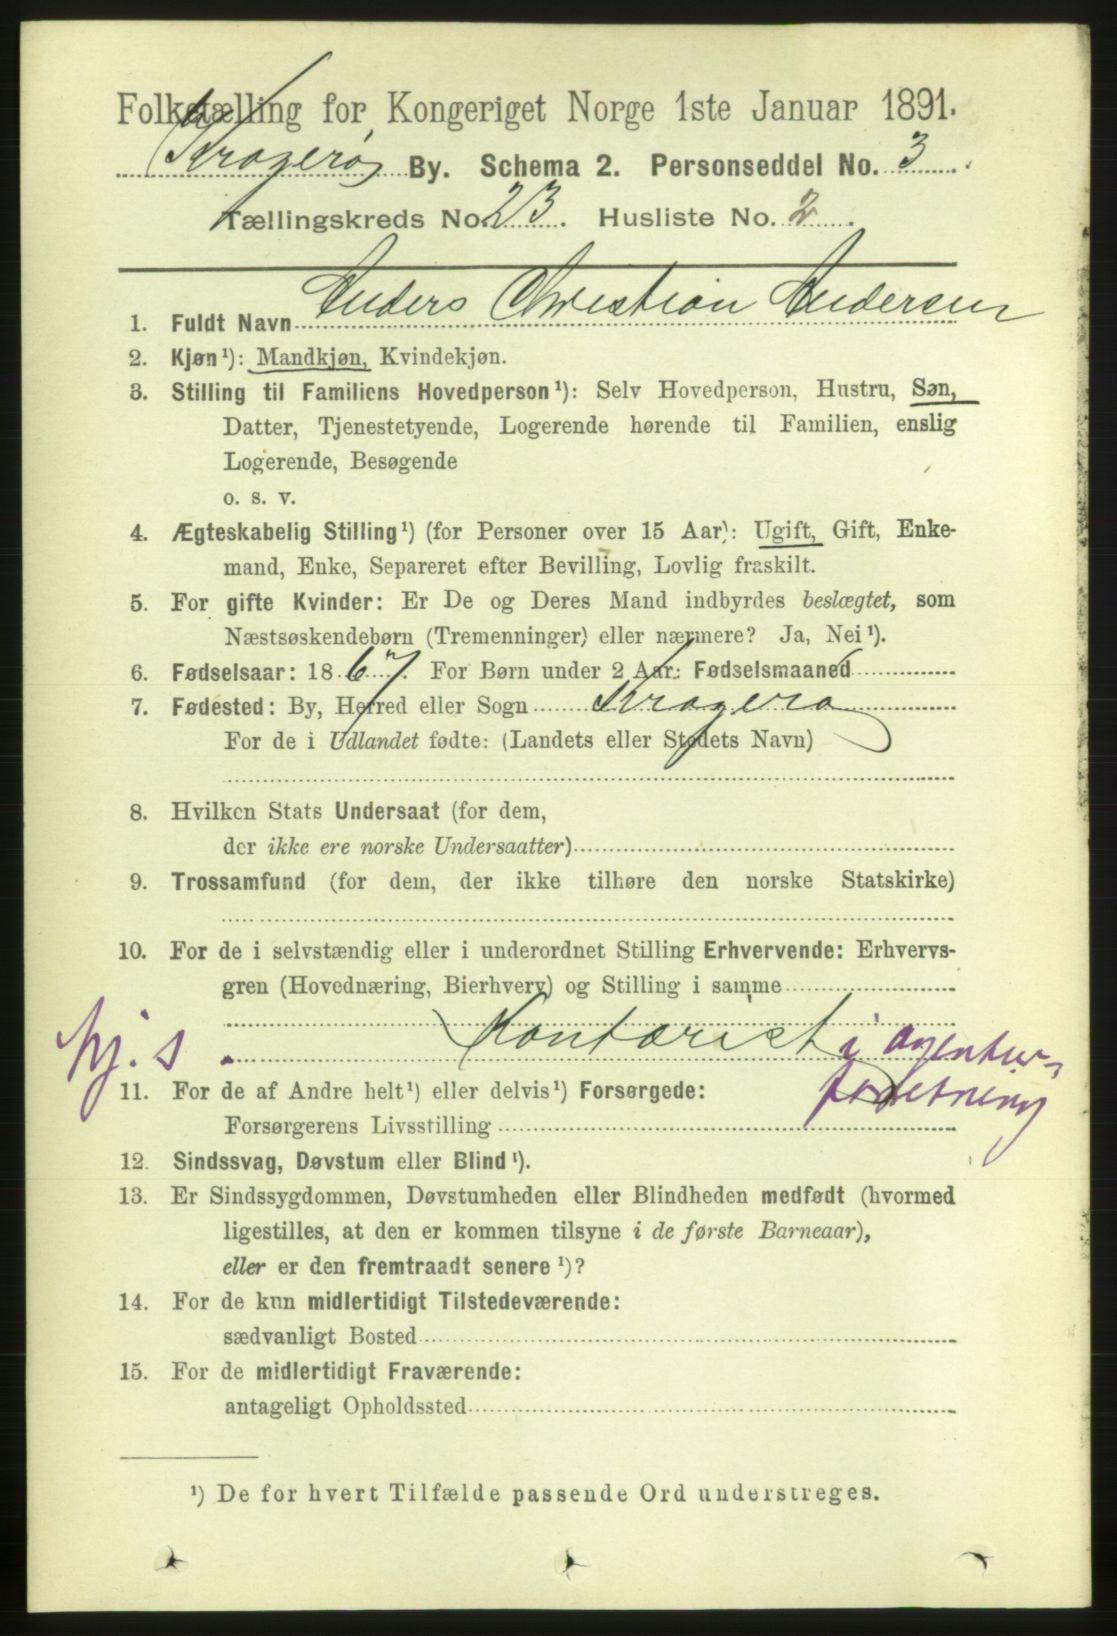 Folketælling for Kongeriget Norge 1ste Januar 1891.
Kragerø By. Schema 2. Personseddel No. 3.
Tællingskreds No. 23. Husliste No. 2.
1. Fuldt Navn Anders Christian Andersen
2. Kjøn¹): Mandkjøn, Kvindekjøn.
3. Stilling til Familiens Hovedperson¹): Selv Hovedperson, Hustru, Søn,
Datter, Tjenestetyende, Logerende hørende til Familien, enslig
Logerende, Besøgende
o. s. v.
4. Ægteskabelig Stilling¹) (for Personer over 15 Aar): Ugift, Gift, Enke-
mand, Enke, Separeret efter Bevilling, Lovlig fraskilt.
5. For gifte Kvinder: Er De og Deres Mand indbyrdes beslægtet, som
Næstsøskendebørn (Tremenninger) eller nærmere? Ja, Nei¹).
6. Fødselsaar: 1867. For Børn under 2 Aar: Fødselsmaaned
7. Fødested: By, Herred eller Sogn Kragerø
For de i Udlandet fødte: (Landets eller Stedets Navn)
8. Hvilken Stats Undersaat (for dem,
der ikke ere norske Undersaatter)
9. Trossamfund (for dem, der ikke tilhøre den norske Statskirke)
10. For de i selvstændig eller i underordnet Stilling Erhvervende: Erhvervs-
gren (Hovednæring, Bierhverv) og Stilling i samme
hj. s. Kontorist i agentur-
forretning
11. For de af Andre helt¹) eller delvis¹) Forsørgede:
Forsørgerens Livsstilling
12. Sindssvag, Døvstum eller Blind¹).
13. Er Sindssygdommen, Døvstumheden eller Blindheden medfødt (hvormed
ligestilles, at den er kommen tilsyne i de første Barneaar),
eller er den fremtraadt senere¹)?
14. For de kun midlertidigt Tilstedeværende:
sædvanligt Bosted
15. For de midlertidigt Fraværende:
antageligt Opholdssted
¹) De for hvert Tilfælde passende Ord understreges.